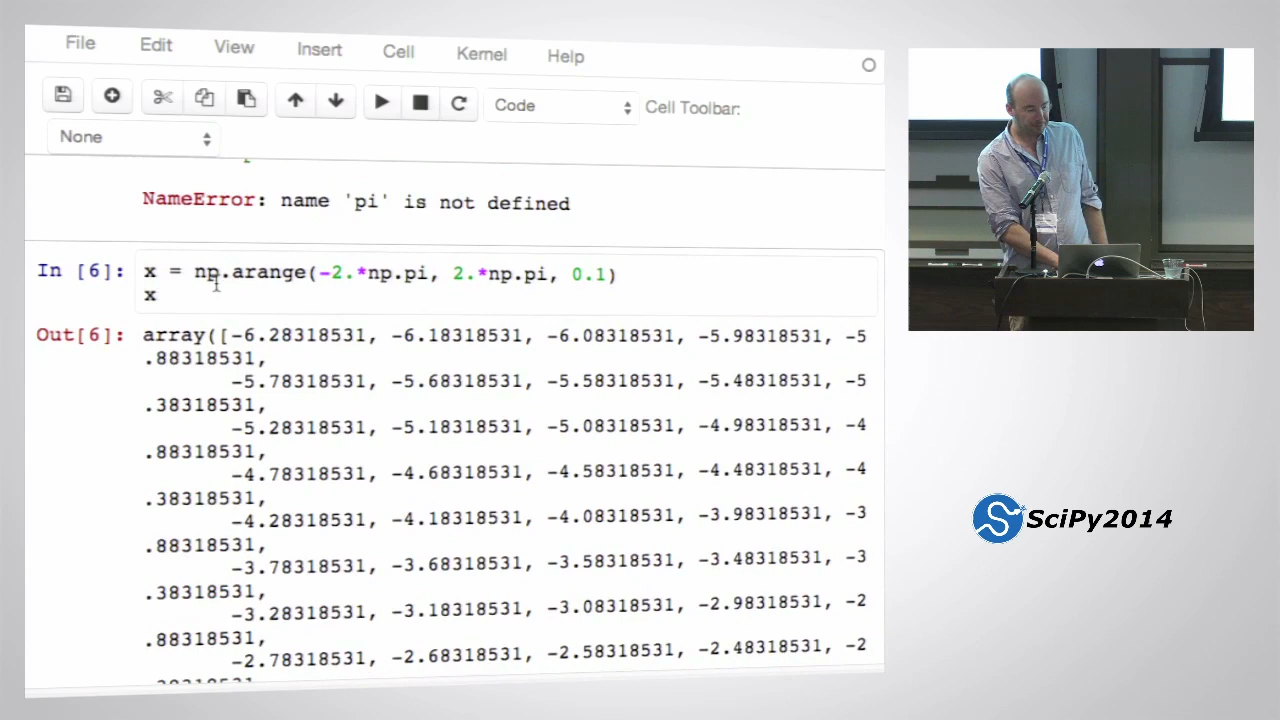 File Edit View Insert Cell Kernel Help
Code Cell Toolbar:
None
NameError: name 'pi' is not defined
In [6]: x = np.arange(-2.*np.pi, 2.*np.pi, 0.1)
x
Out[6]: array([-6.28318531, -6.18318531, -6.08318531, -5.98318531, -5
.88318531,
-5.78318531, -5.68318531, -5.58318531, -5.48318531, -5
.38318531,
-5.28318531, -5.18318531, -5.08318531, -4.98318531, -4
.88318531,
-4.78318531, -4.68318531, -4.58318531, -4.48318531, -4
.38318531,
-4.28318531, -4.18318531, -4.08318531, -3.98318531, -3
.88318531,
-3.78318531, -3.68318531, -3.58318531, -3.48318531, -3
.38318531,
-3.28318531, -3.18318531, -3.08318531, -2.98318531, -2
.88318531,
-2.78318531, -2.68318531, -2.58318531, -2.48318531, -2
SciPy2014